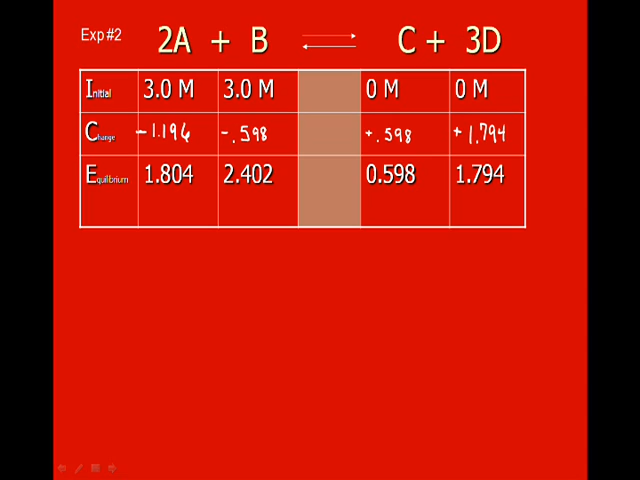 Exp#2 2A + B ⇌ C + 3D
Initial 3.0 M 3.0 M 0 M 0 M
Change -1.196 -.598 +.598 +1.794
Equilibrium 1.804 2.402 0.598 1.794